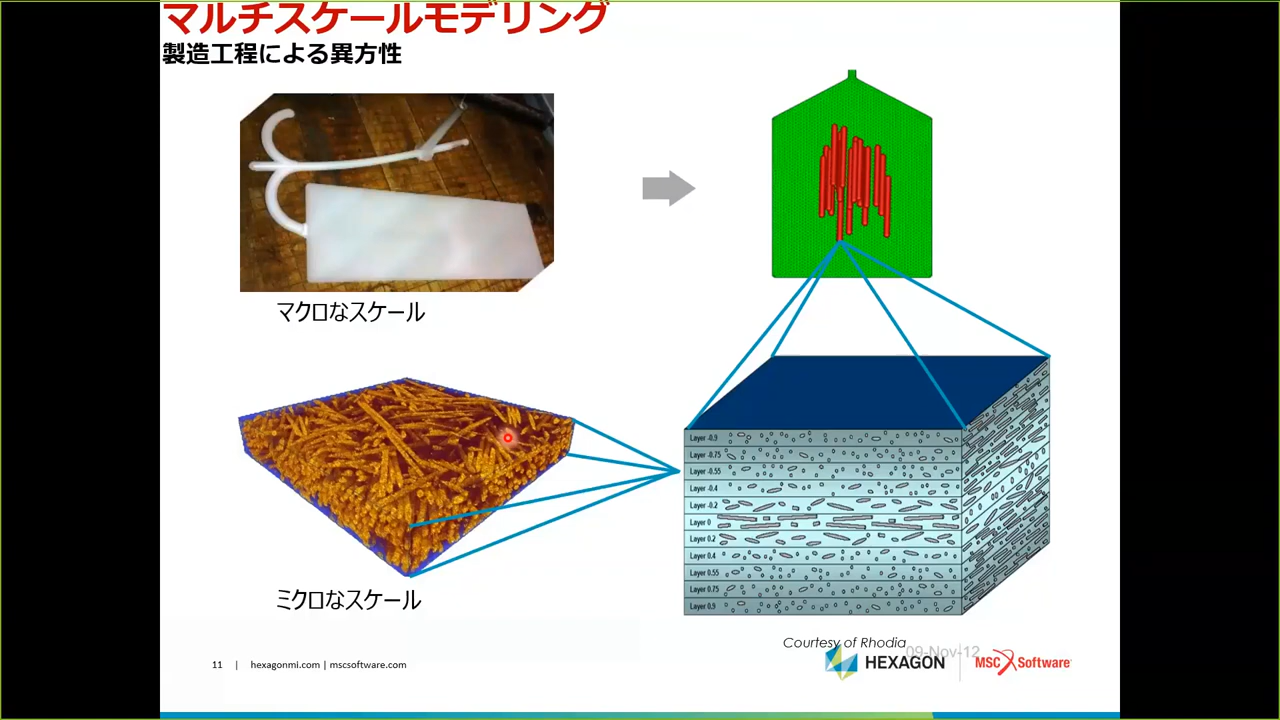 マルチスケールモデリング
製造工程による異方性
マクロなスケール
Layer -0.9
Layer -0.75
Layer -0.55
Layer -0.4
Layer -0.2
Layer 0
Layer 0.2
Layer 0.4
Layer 0.55
Layer 0.75
Layer 0.9
ミクロなスケール
Courtesy of Rhodia
09-Nov-12
11 | hexagonmi.com | mscsoftware.com
HEXAGON
MSC Software